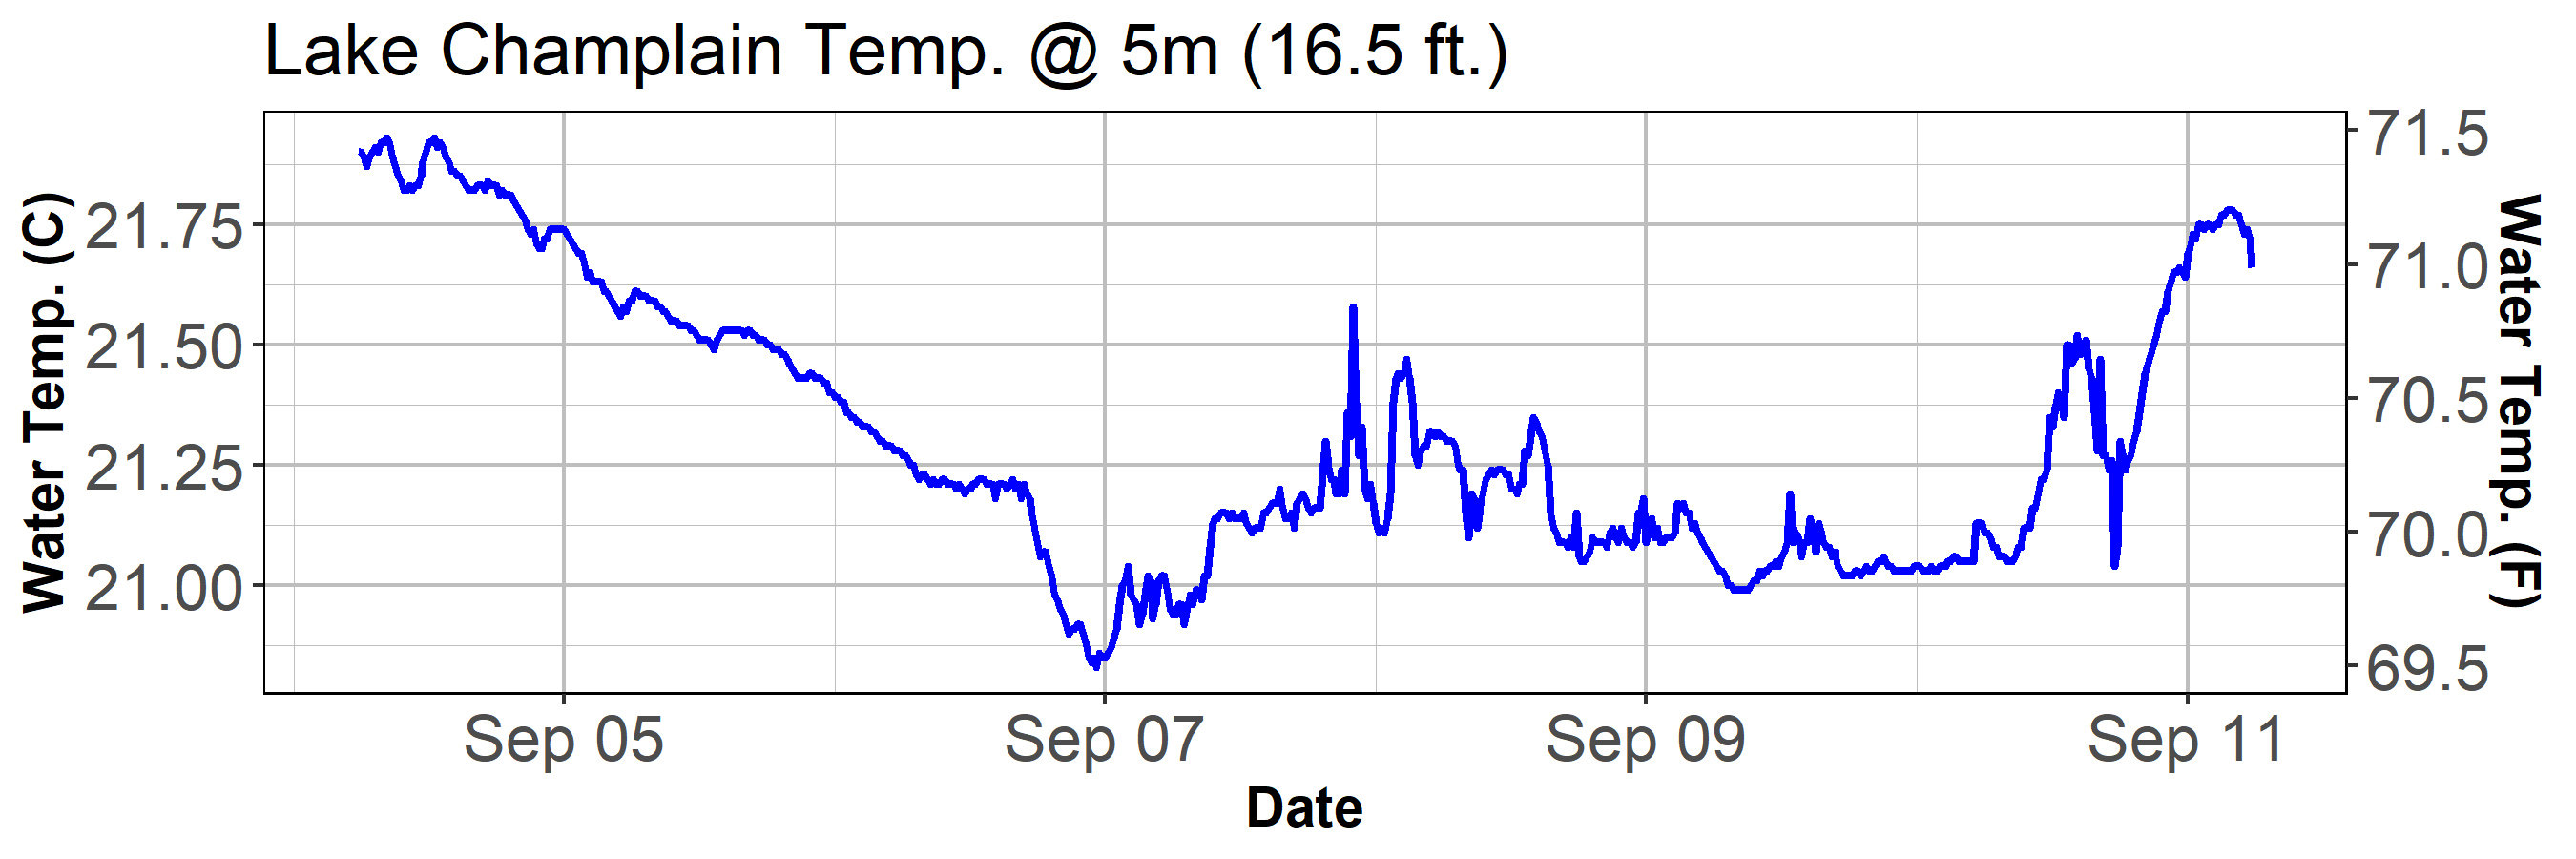 Lake Champlain Temp. @ 5m (16.5 ft.)
Water Temp. (C)
21.75
21.50
21.25
21.00
71.5
71.0
70.5
70.0
69.5
Water Temp. (F)
Sep 05
Sep 07
Sep 09
Sep 11
Date